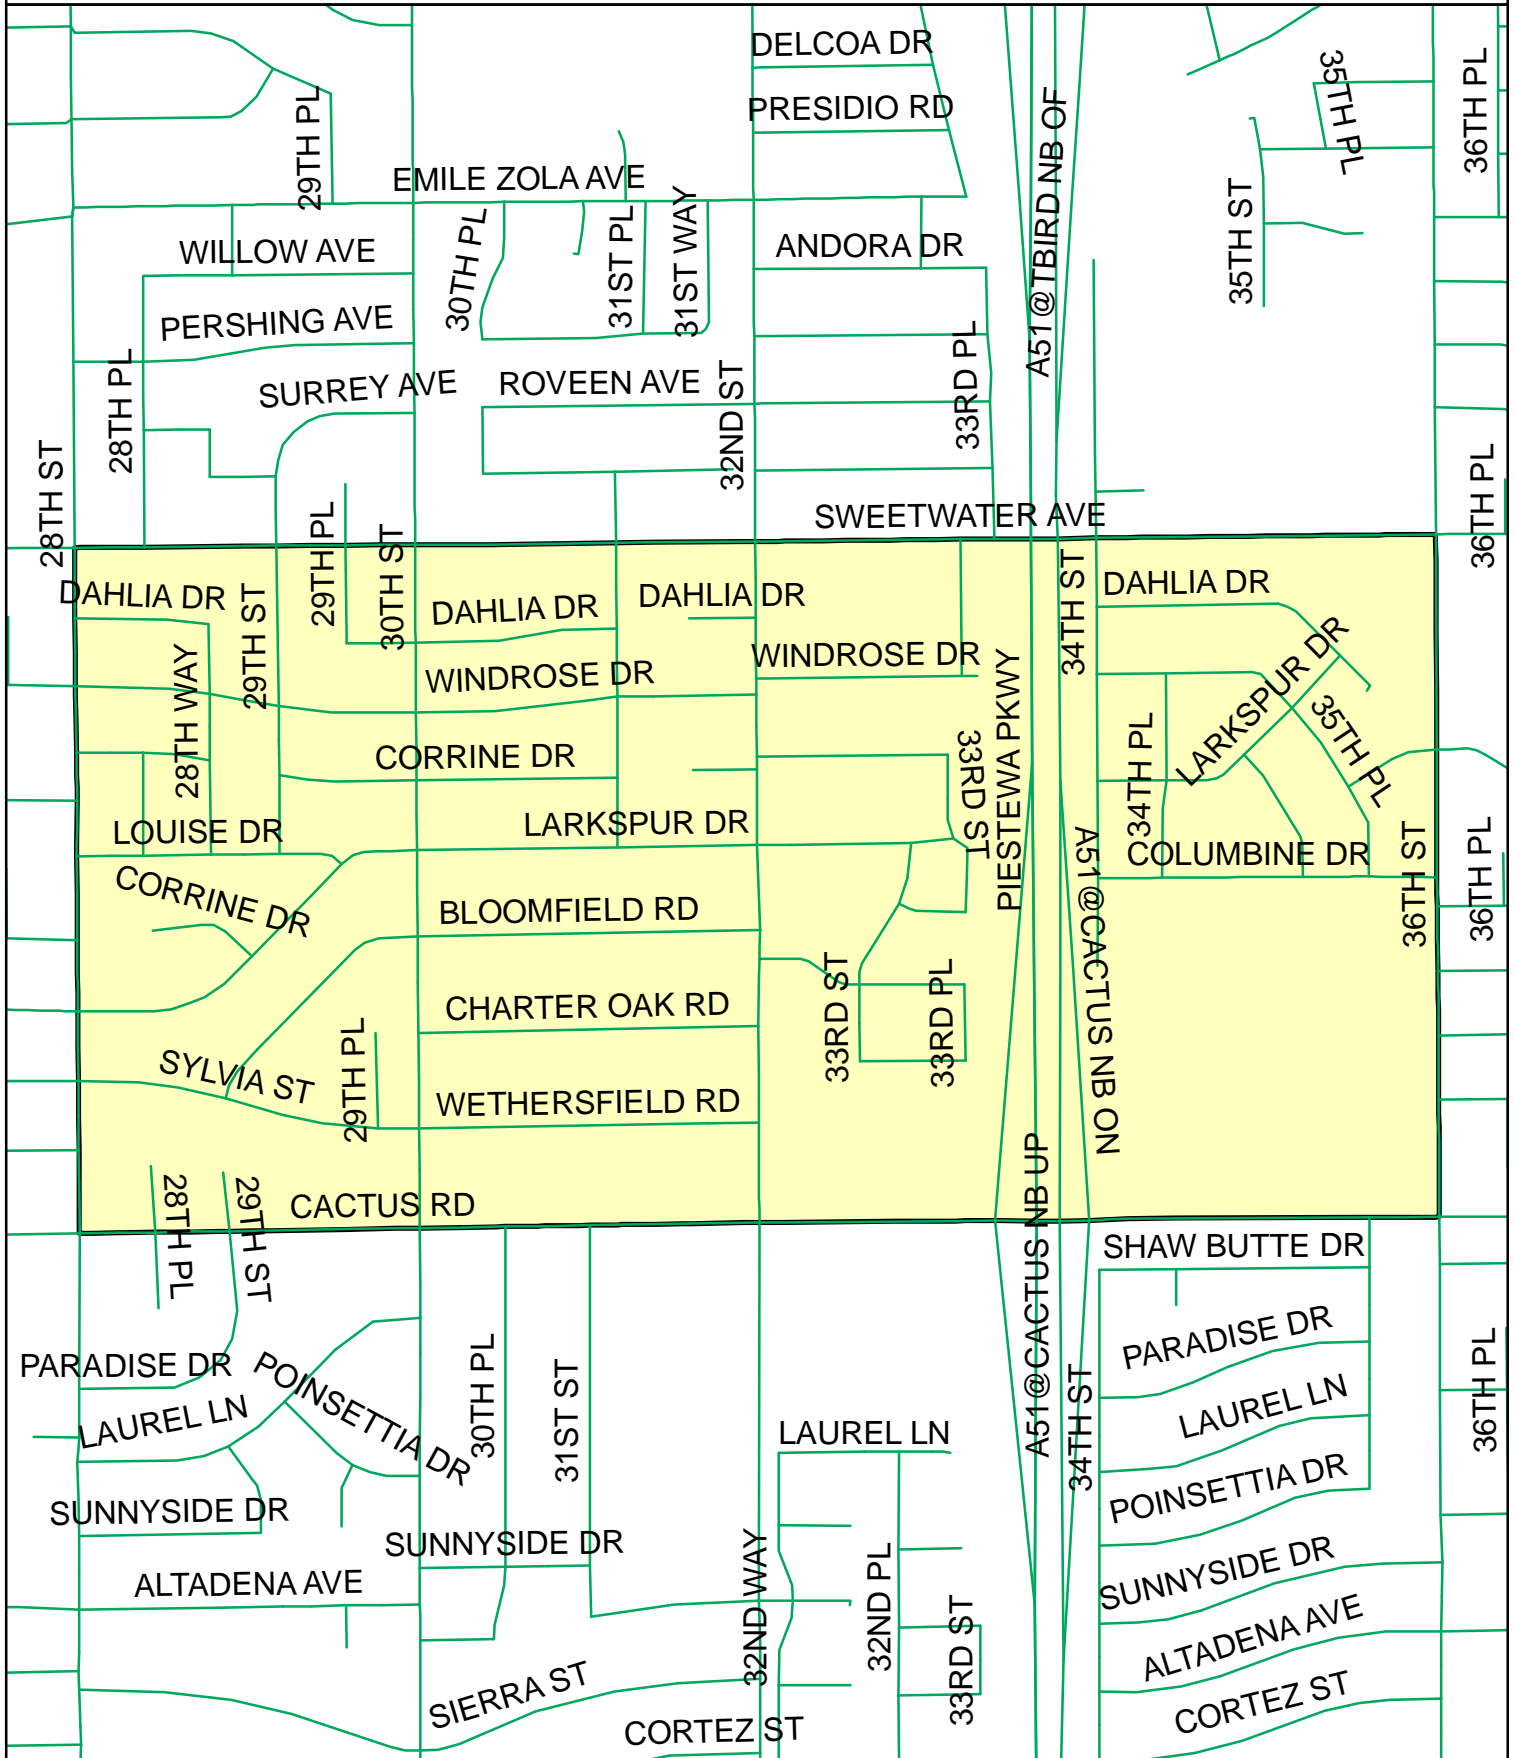 DELCOA DR
35TH PL
36TH PL
PRESIDIO RD
29TH PL
A51@TBIRD NB OF
EMILE ZOLA AVE
30TH PL
31ST PL
31ST WAY
35TH ST
WILLOW AVE
ANDORA DR
PERSHING AVE
28TH PL
SURREY AVE
ROVEEN AVE
32ND ST
33RD PL
28TH ST
36TH PL
SWEETWATER AVE
29TH PL
30TH ST
34TH ST
DAHLIA DR
29TH ST
DAHLIA DR
DAHLIA DR
DAHLIA DR
28TH WAY
WINDROSE DR
WINDROSE DR
PIESTEWA PKWY
LARKSPUR DR
35TH PL
34TH PL
CORRINE DR
33RD ST
LOUISE DR
LARKSPUR DR
A51@CACTUS NB ON
COLUMBINE DR
36TH ST
36TH PL
CORRINE DR
BLOOMFIELD RD
33RD ST
33RD PL
CHARTER OAK RD
SYLVIA ST
29TH PL
WETHERSFIELD RD
28TH PL
29TH ST
CACTUS RD
A51@CACTUS NB UP
SHAW BUTTE DR
PARADISE DR
PARADISE DR
POINSETTIA DR
30TH PL
31ST ST
34TH ST
36TH PL
LAUREL LN
LAUREL LN
LAUREL LN
POINSETTIA DR
SUNNYSIDE DR
SUNNYSIDE DR
32ND WAY
32ND PL
SUNNYSIDE DR
ALTADENA AVE
33RD ST
ALTADENA AVE
SIERRA ST
CORTEZ ST
CORTEZ ST